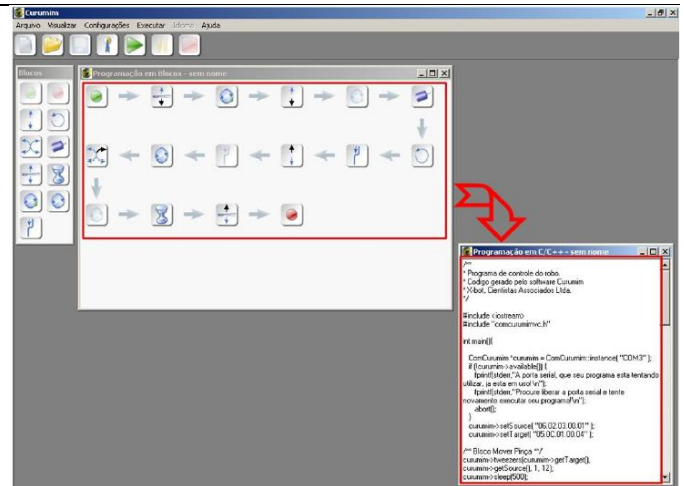 Curumim
Arquivo Visualizar Configurações Executar Idioma Ajuda
Blocos
Programação em Blocos - sem nome
Programação em C/C++ - sem nome
/**
* Programa de controle do robo.
* Codigo gerado pelo software Curumim
* X-bot, Cientistas Associados Ltda.
*/
#include <iostream>
#include "comcurumimvc.h"
int main(){
ComCurumim *curumim = ComCurumim::instance( "COM3" );
if (!curumim->available()) {
fprintf(stderr,"A porta serial, que seu programa esta tentando
utilizar, ja esta em uso!\n");
fprintf(stderr,"Procure liberar a porta serial e tente
novamente executar seu programa!\n");
abort();
}
curumim->setSource( "06.02.03.00.01" );
curumim->setTarget( "05.0C.01.00.04" );
/** Bloco Mover Pinça **/
curumim->tweezers(curumim->getTarget(),
curumim->getSource(), 1, 12);
curumim->sleep(500);